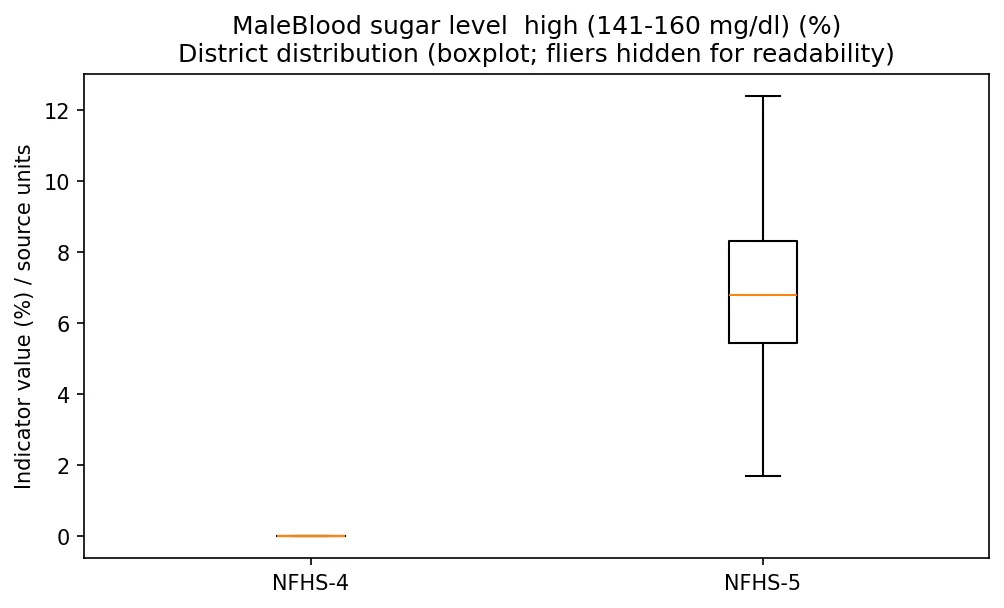 MaleBlood sugar level  high (141-160 mg/dl) (%)
District distribution (boxplot; fliers hidden for readability)
Indicator value (%) / source units
12
10
8
6
4
2
0
NFHS-4
NFHS-5